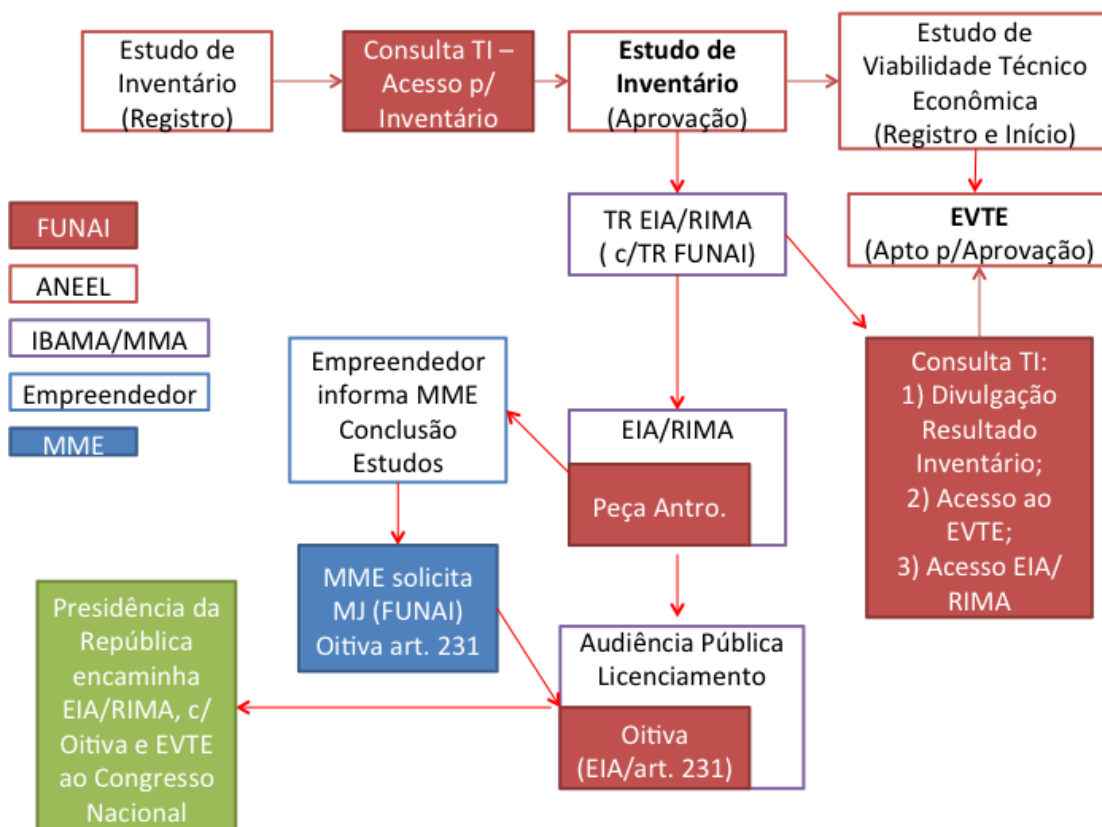 Estudo de
Inventário
(Registro)
Consulta TI –
Acesso p/
Inventário
Estudo de
Inventário
(Aprovação)
Estudo de
Viabilidade Técnico
Econômica
(Registro e Início)
FUNAI
ANEEL
IBAMA/MMA
Empreendedor
MME
TR EIA/RIMA
( c/TR FUNAI)
EVTE
(Apto p/Aprovação)
Empreendedor
informa MME
Conclusão
Estudos
EIA/RIMA
Peça Antro.
Consulta TI:
1) Divulgação
Resultado
Inventário;
2) Acesso ao
EVTE;
3) Acesso EIA/
RIMA
MME solicita
MJ (FUNAI)
Oitiva art. 231
Presidência da
República
encaminha
EIA/RIMA, c/
Oitiva e EVTE
ao Congresso
Nacional
Audiência Pública
Licenciamento
Oitiva
(EIA/art. 231)